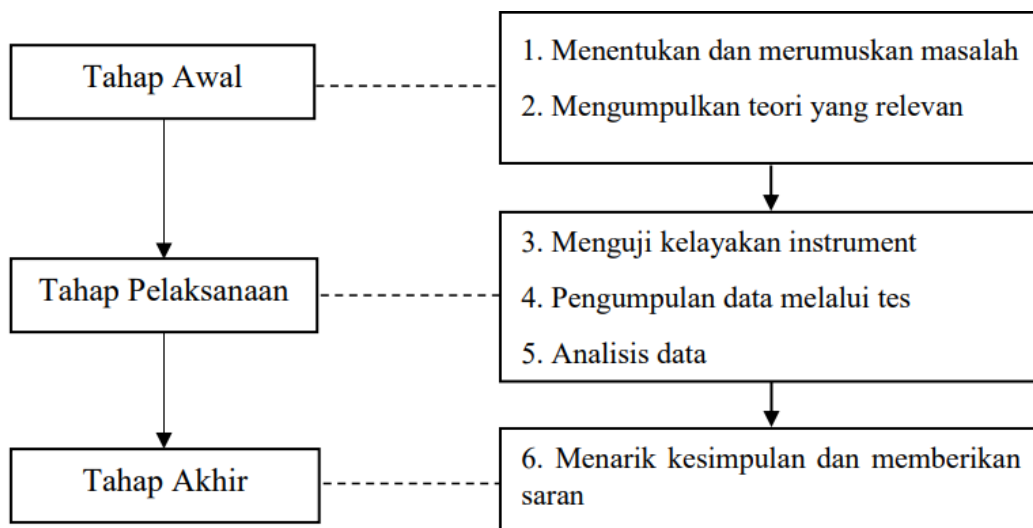 Tahap Awal
1. Menentukan dan merumuskan masalah
2. Mengumpulkan teori yang relevan
Tahap Pelaksanaan
3. Menguji kelayakan instrument
4. Pengumpulan data melalui tes
5. Analisis data
Tahap Akhir
6. Menarik kesimpulan dan memberikan
saran